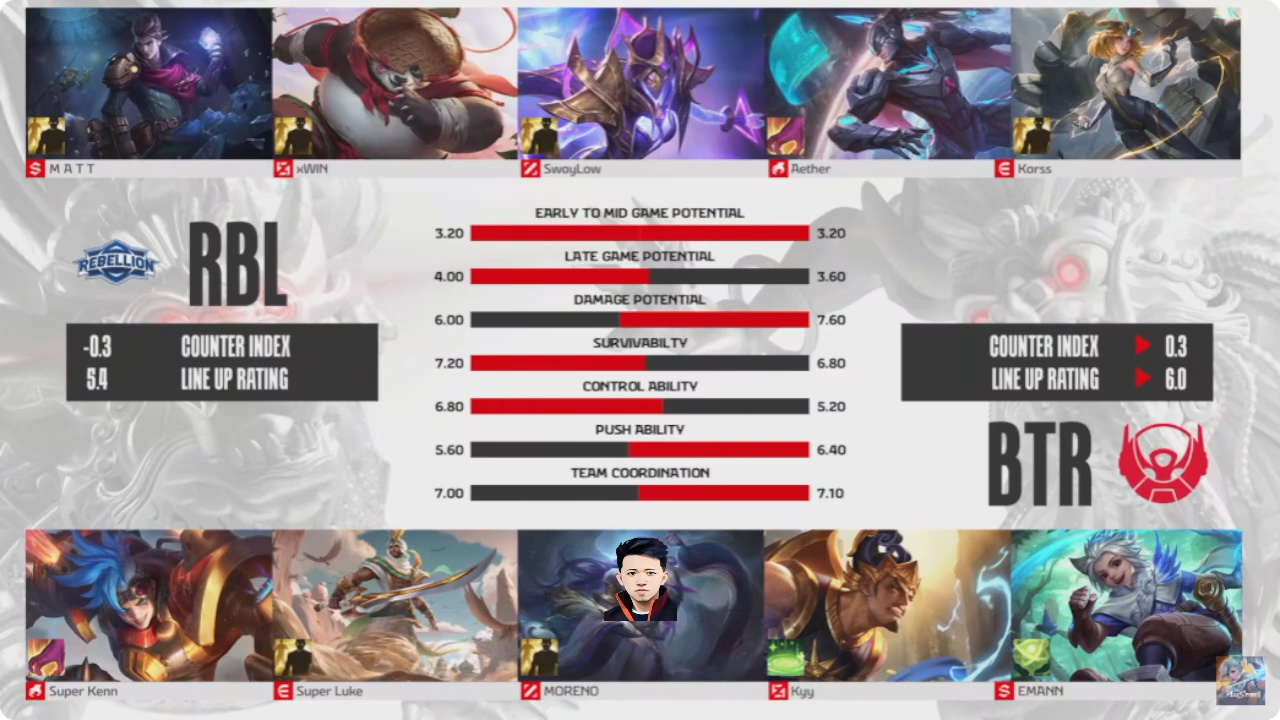 M A T T
xWIN
SwayLow
Aether
Karss
REBELLION
RBL
-0.3 COUNTER INDEX
5.4 LINE UP RATING
EARLY TO MID GAME POTENTIAL
3.20 3.20
LATE GAME POTENTIAL
4.00 3.60
DAMAGE POTENTIAL
6.00 7.60
SURVIVABILTY
7.20 6.80
CONTROL ABILITY
6.80 5.20
PUSH ABILITY
5.60 6.40
TEAM COORDINATION
7.00 7.10
COUNTER INDEX 0.3
LINE UP RATING 6.0
BTR
Super Kenn
Super Luke
MORENO
Kyy
EMANN